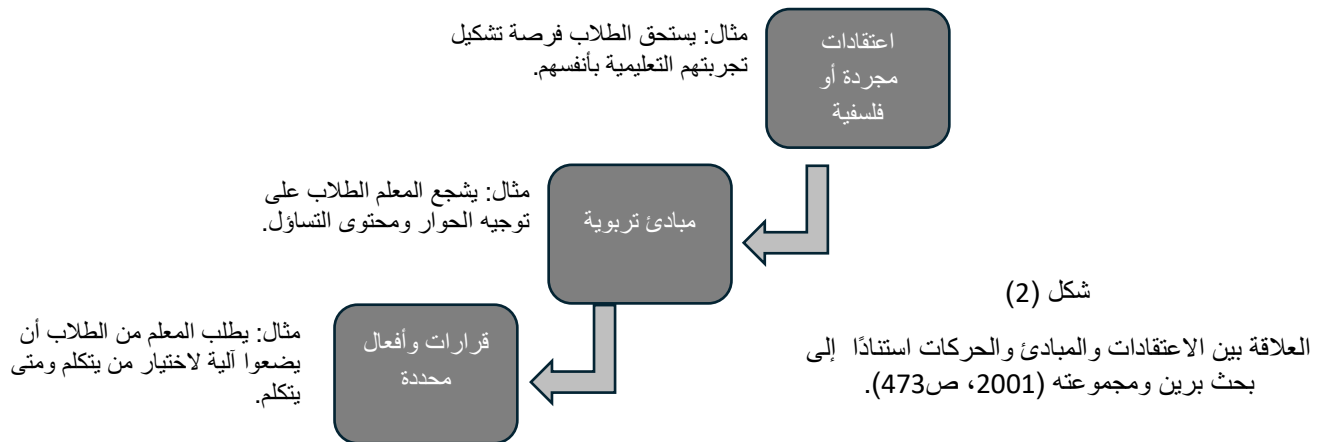 اعتقادات
مجردة أو
فلسفية
مثال: يستحق الطلاب فرصة تشكيل
تجربتهم التعليمية بأنفسهم.
مبادئ تربوية
مثال: يشجع المعلم الطلاب على
توجيه الحوار ومحتوى التساؤل.
قرارات وأفعال
محددة
مثال: يطلب المعلم من الطلاب أن
يضعوا آلية لاختيار من يتكلم ومتى
يتكلم.
شكل (2)
العلاقة بين الاعتقادات والمبادئ والحركات استنادًا إلى
بحث برين ومجموعته (2001، ص473).